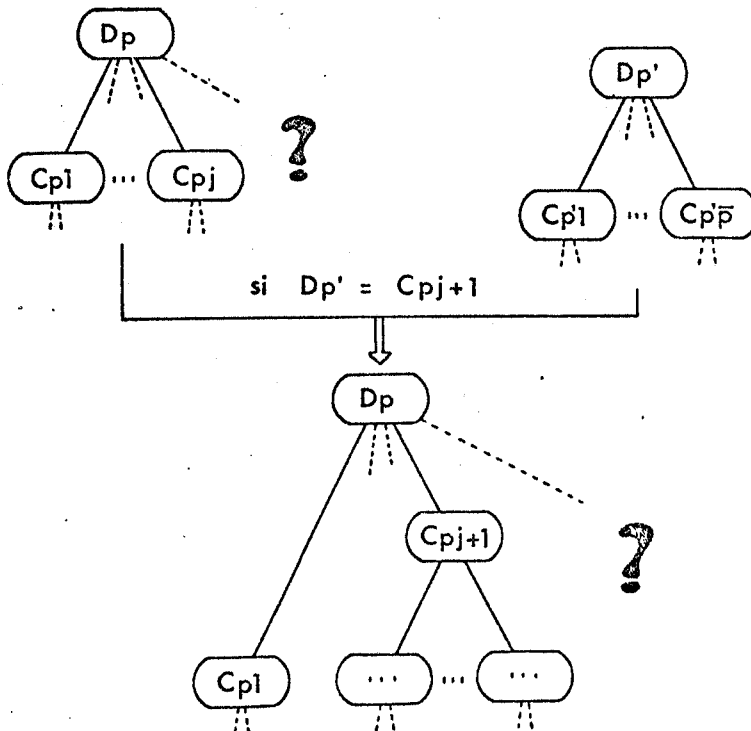 Dp
?
Dp'
Cp1 ... Cpj
Cp'1 ... Cp'p̄
si Dp' = Cpj+1
Dp
Cpj+1
?
Cp1 ... ... ...